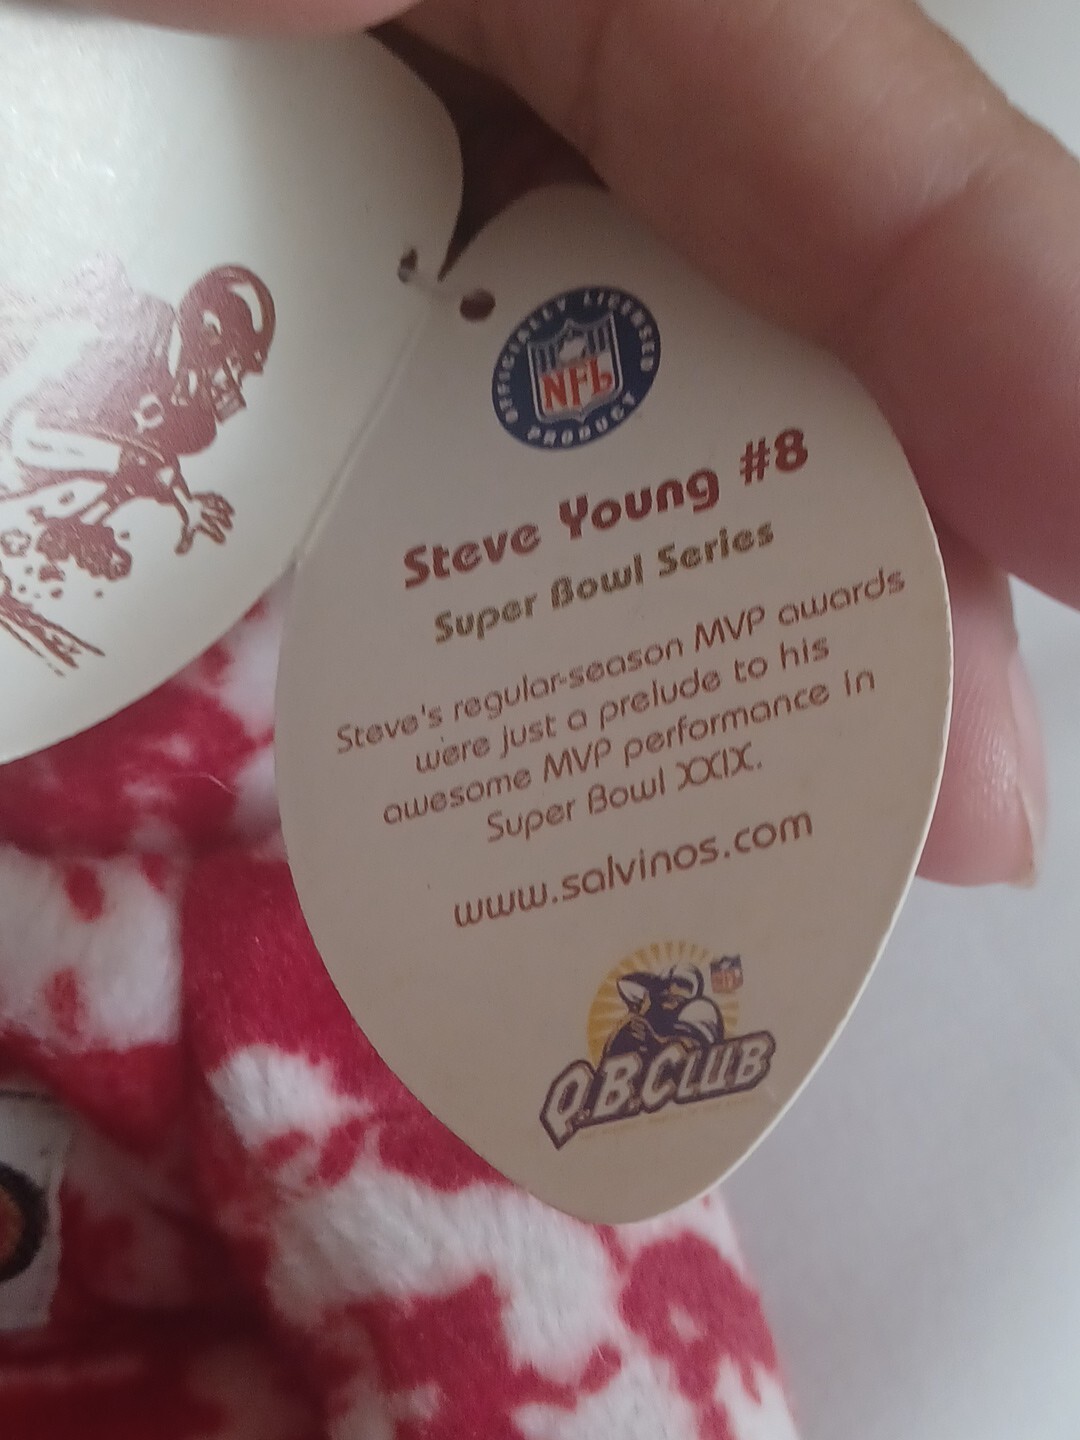 OFFICIALLY LICENSED
NFL
PRODUCT
Steve Young #8
Super Bowl Series
Steve's regular-season MVP awards
were just a prelude to his
awesome MVP performance in
Super Bowl XXIX.
www.salvinos.com
NFL
Q.B.CLUB